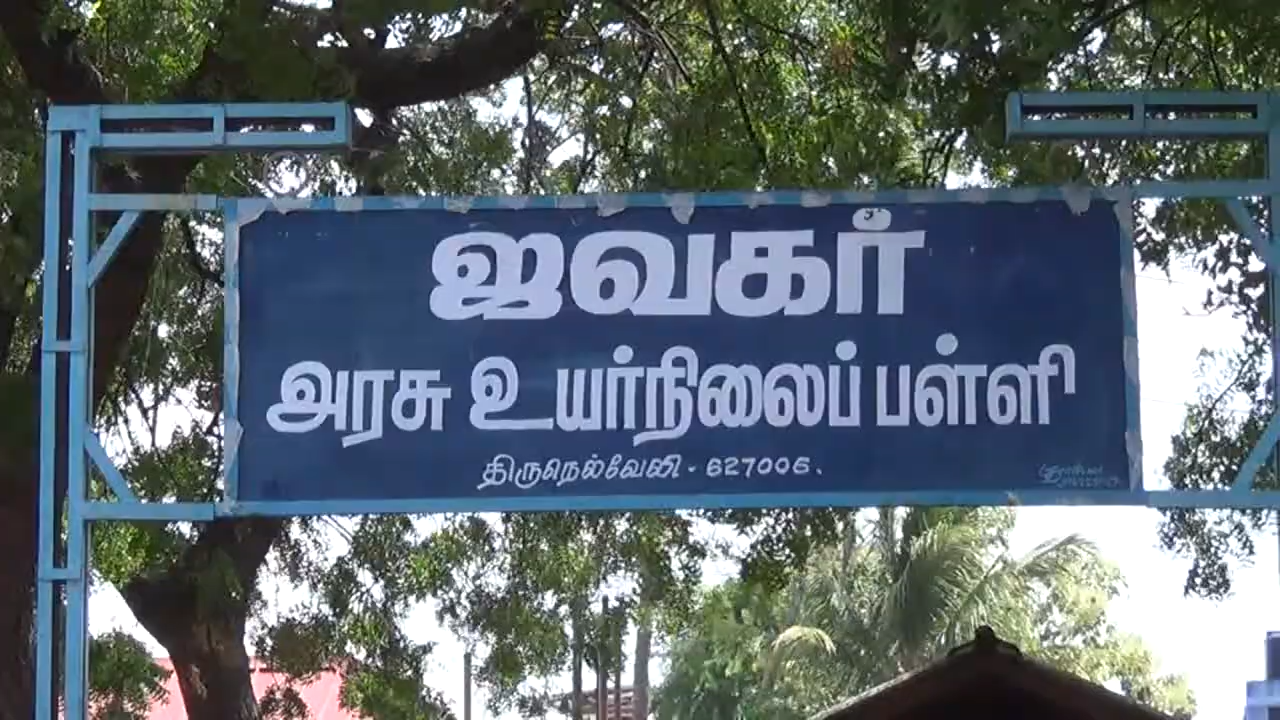 ஜவகர்
அரசு உயர்நிலைப் பள்ளி
திருநெல்வேலி - 627006.